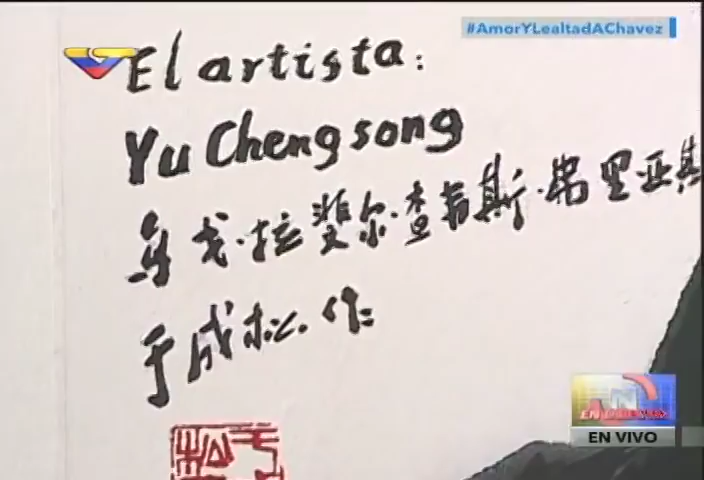 #AmorYLealtadAChavez
El artista:
Yu Chengsong
乌戈·拉斐尔·查韦斯·弗里亚
于成松.作
EN VIVO